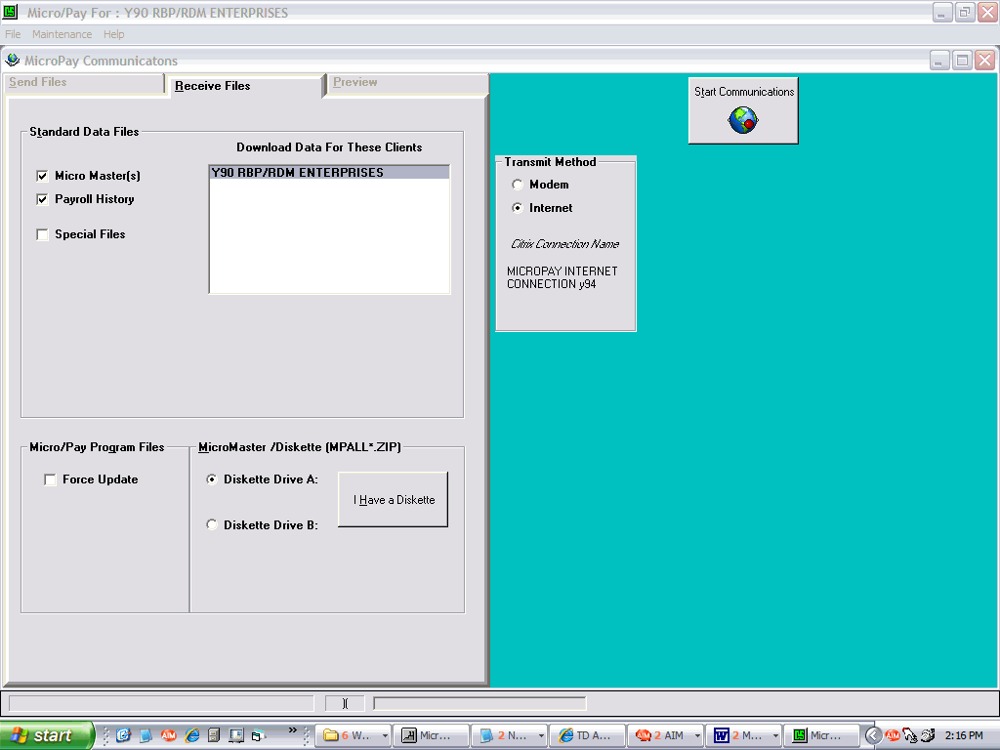 Micro/Pay For : Y90 RBP/RDM ENTERPRISES
File Maintenance Help
MicroPay Communicatons
Send Files
Receive Files
Preview
Start Communications
Standard Data Files
Download Data For These Clients
Micro Master(s)
Payroll History
Special Files
Y90 RBP/RDM ENTERPRISES
Transmit Method
Modem
Internet
Citrix Connection Name
MICROPAY INTERNET
CONNECTION y94
Micro/Pay Program Files
Force Update
MicroMaster /Diskette (MPALL*.ZIP)
Diskette Drive A:
I Have a Diskette
Diskette Drive B:
)(
start
AIM
»
6 W...
Micr...
2 N...
TD A...
2 AIM
2 M...
Micr...
AIM
2:16 PM